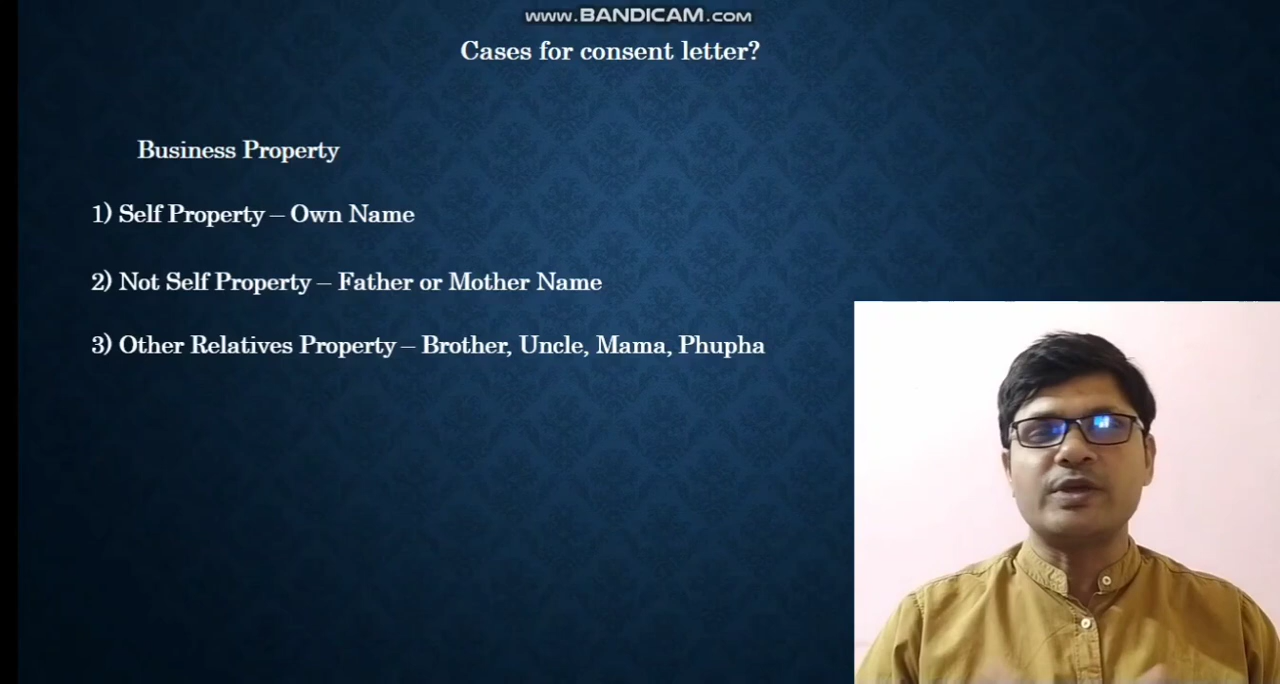 www.BANDICAM.com
Cases for consent letter?
Business Property
1) Self Property – Own Name
2) Not Self Property – Father or Mother Name
3) Other Relatives Property – Brother, Uncle, Mama, Phupha